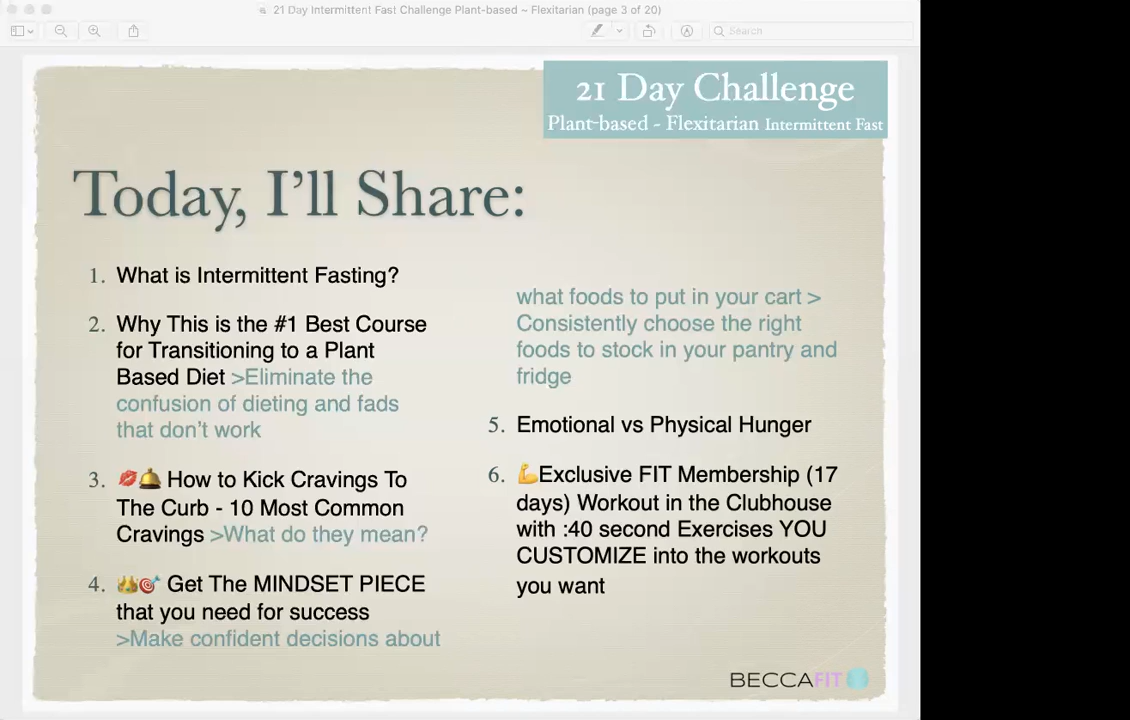 21 Day Intermittent Fast Challenge Plant-based ~ Flexitarian (page 3 of 20)
Search
21 Day Challenge
Plant-based - Flexitarian Intermittent Fast
Today, I'll Share:
1. What is Intermittent Fasting?
2. Why This is the #1 Best Course
for Transitioning to a Plant
Based Diet >Eliminate the
confusion of dieting and fads
that don't work
3. 💋🔔 How to Kick Cravings To
The Curb - 10 Most Common
Cravings >What do they mean?
4. 👑🎯 Get The MINDSET PIECE
that you need for success
>Make confident decisions about
what foods to put in your cart >
Consistently choose the right
foods to stock in your pantry and
fridge
5. Emotional vs Physical Hunger
6. 💪Exclusive FIT Membership (17
days) Workout in the Clubhouse
with :40 second Exercises YOU
CUSTOMIZE into the workouts
you want
BECCAFIT